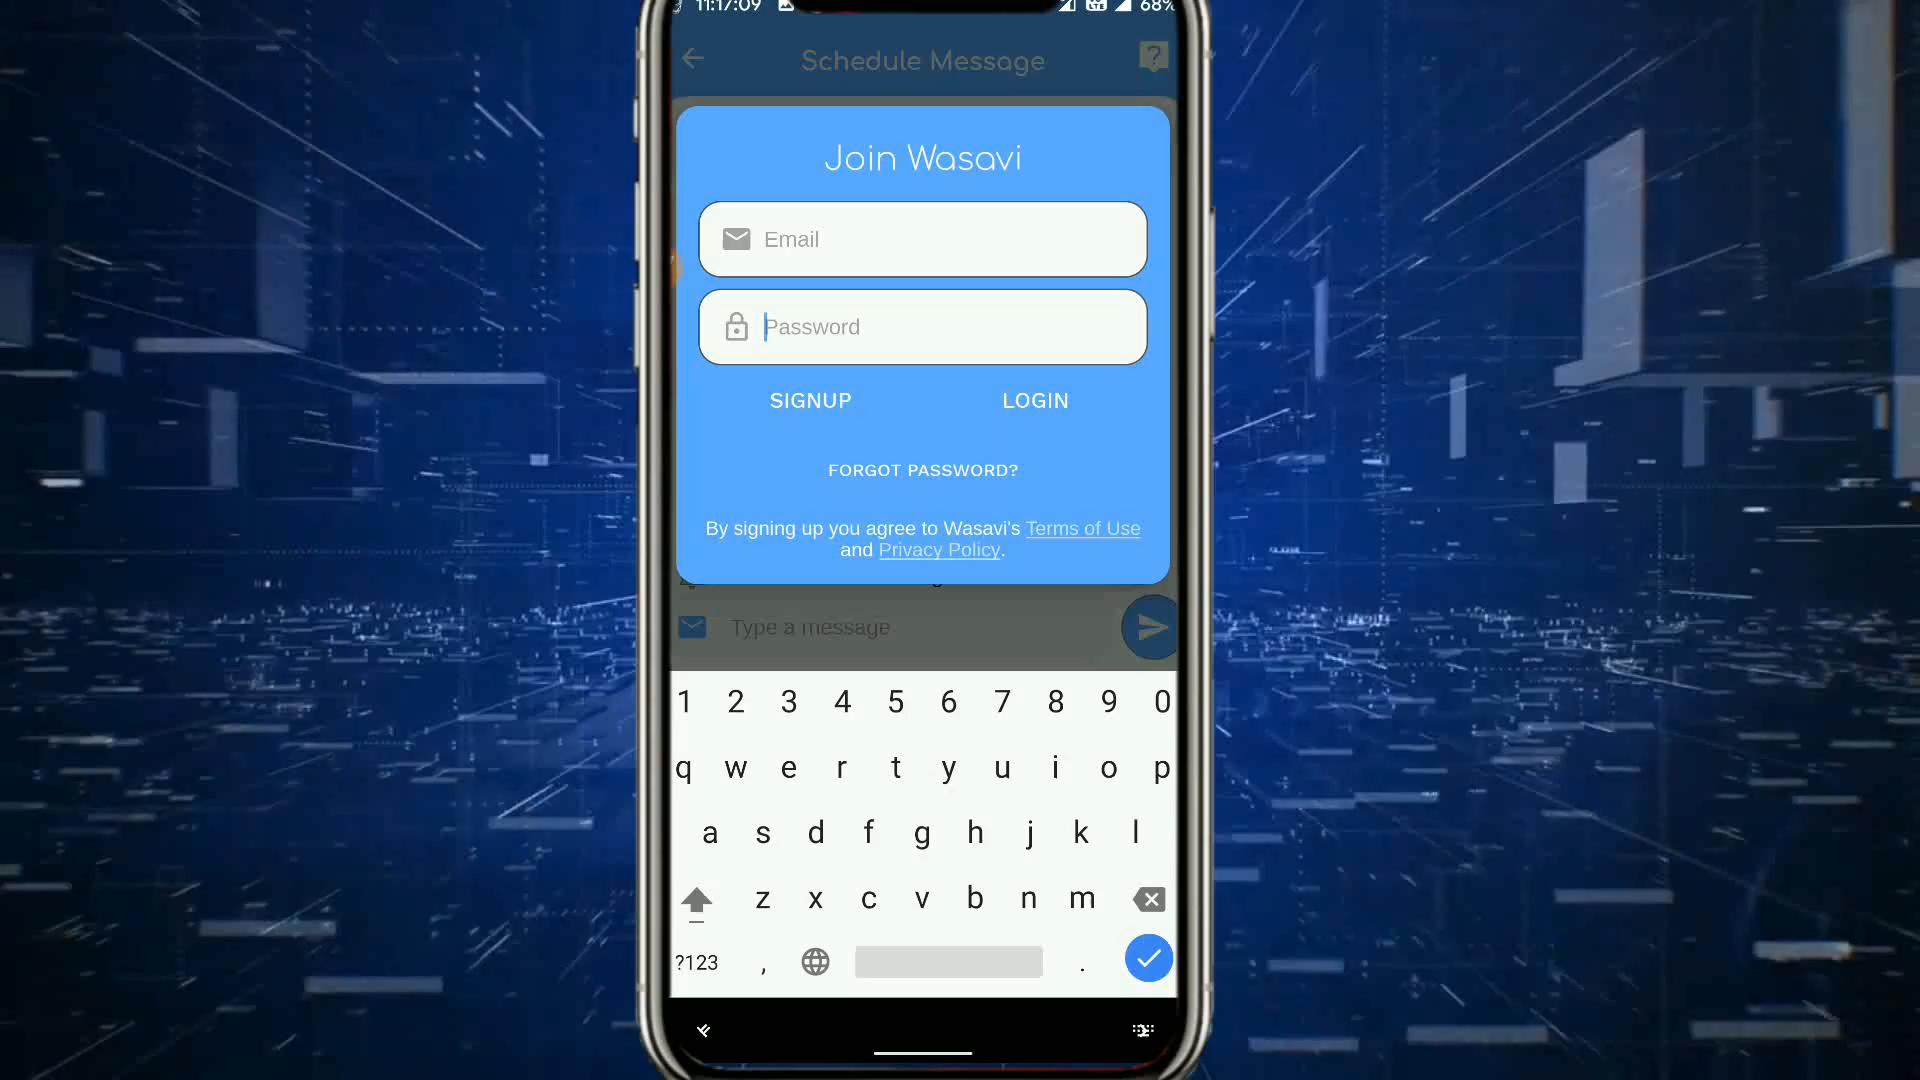 11:17:09 68%
Schedule Message
?
Join Wasavi
Email
Password
SIGNUP LOGIN
FORGOT PASSWORD?
By signing up you agree to Wasavi's Terms of Use
and Privacy Policy.
Type a message
1 2 3 4 5 6 7 8 9 0
q w e r t y u i o p
a s d f g h j k l
z x c v b n m
?123 , .